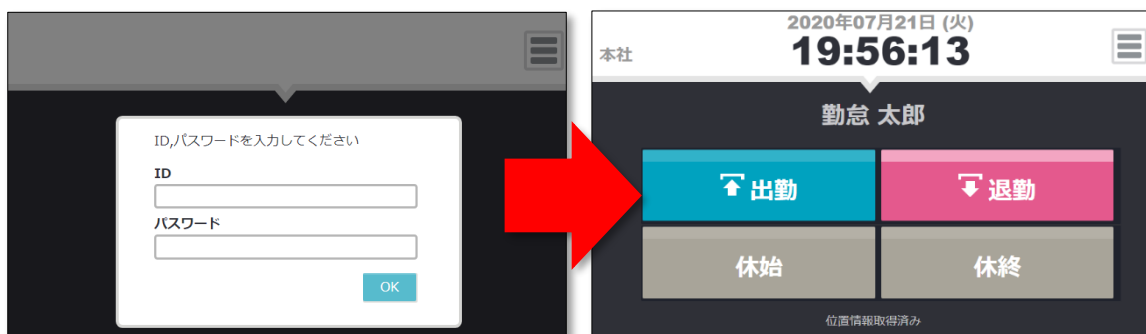 ID,パスワードを入力してください
ID
パスワード
OK
2020年07月21日 (火)
本社
19:56:13
勤怠 太郎
出勤
退勤
休始
休終
位置情報取得済み